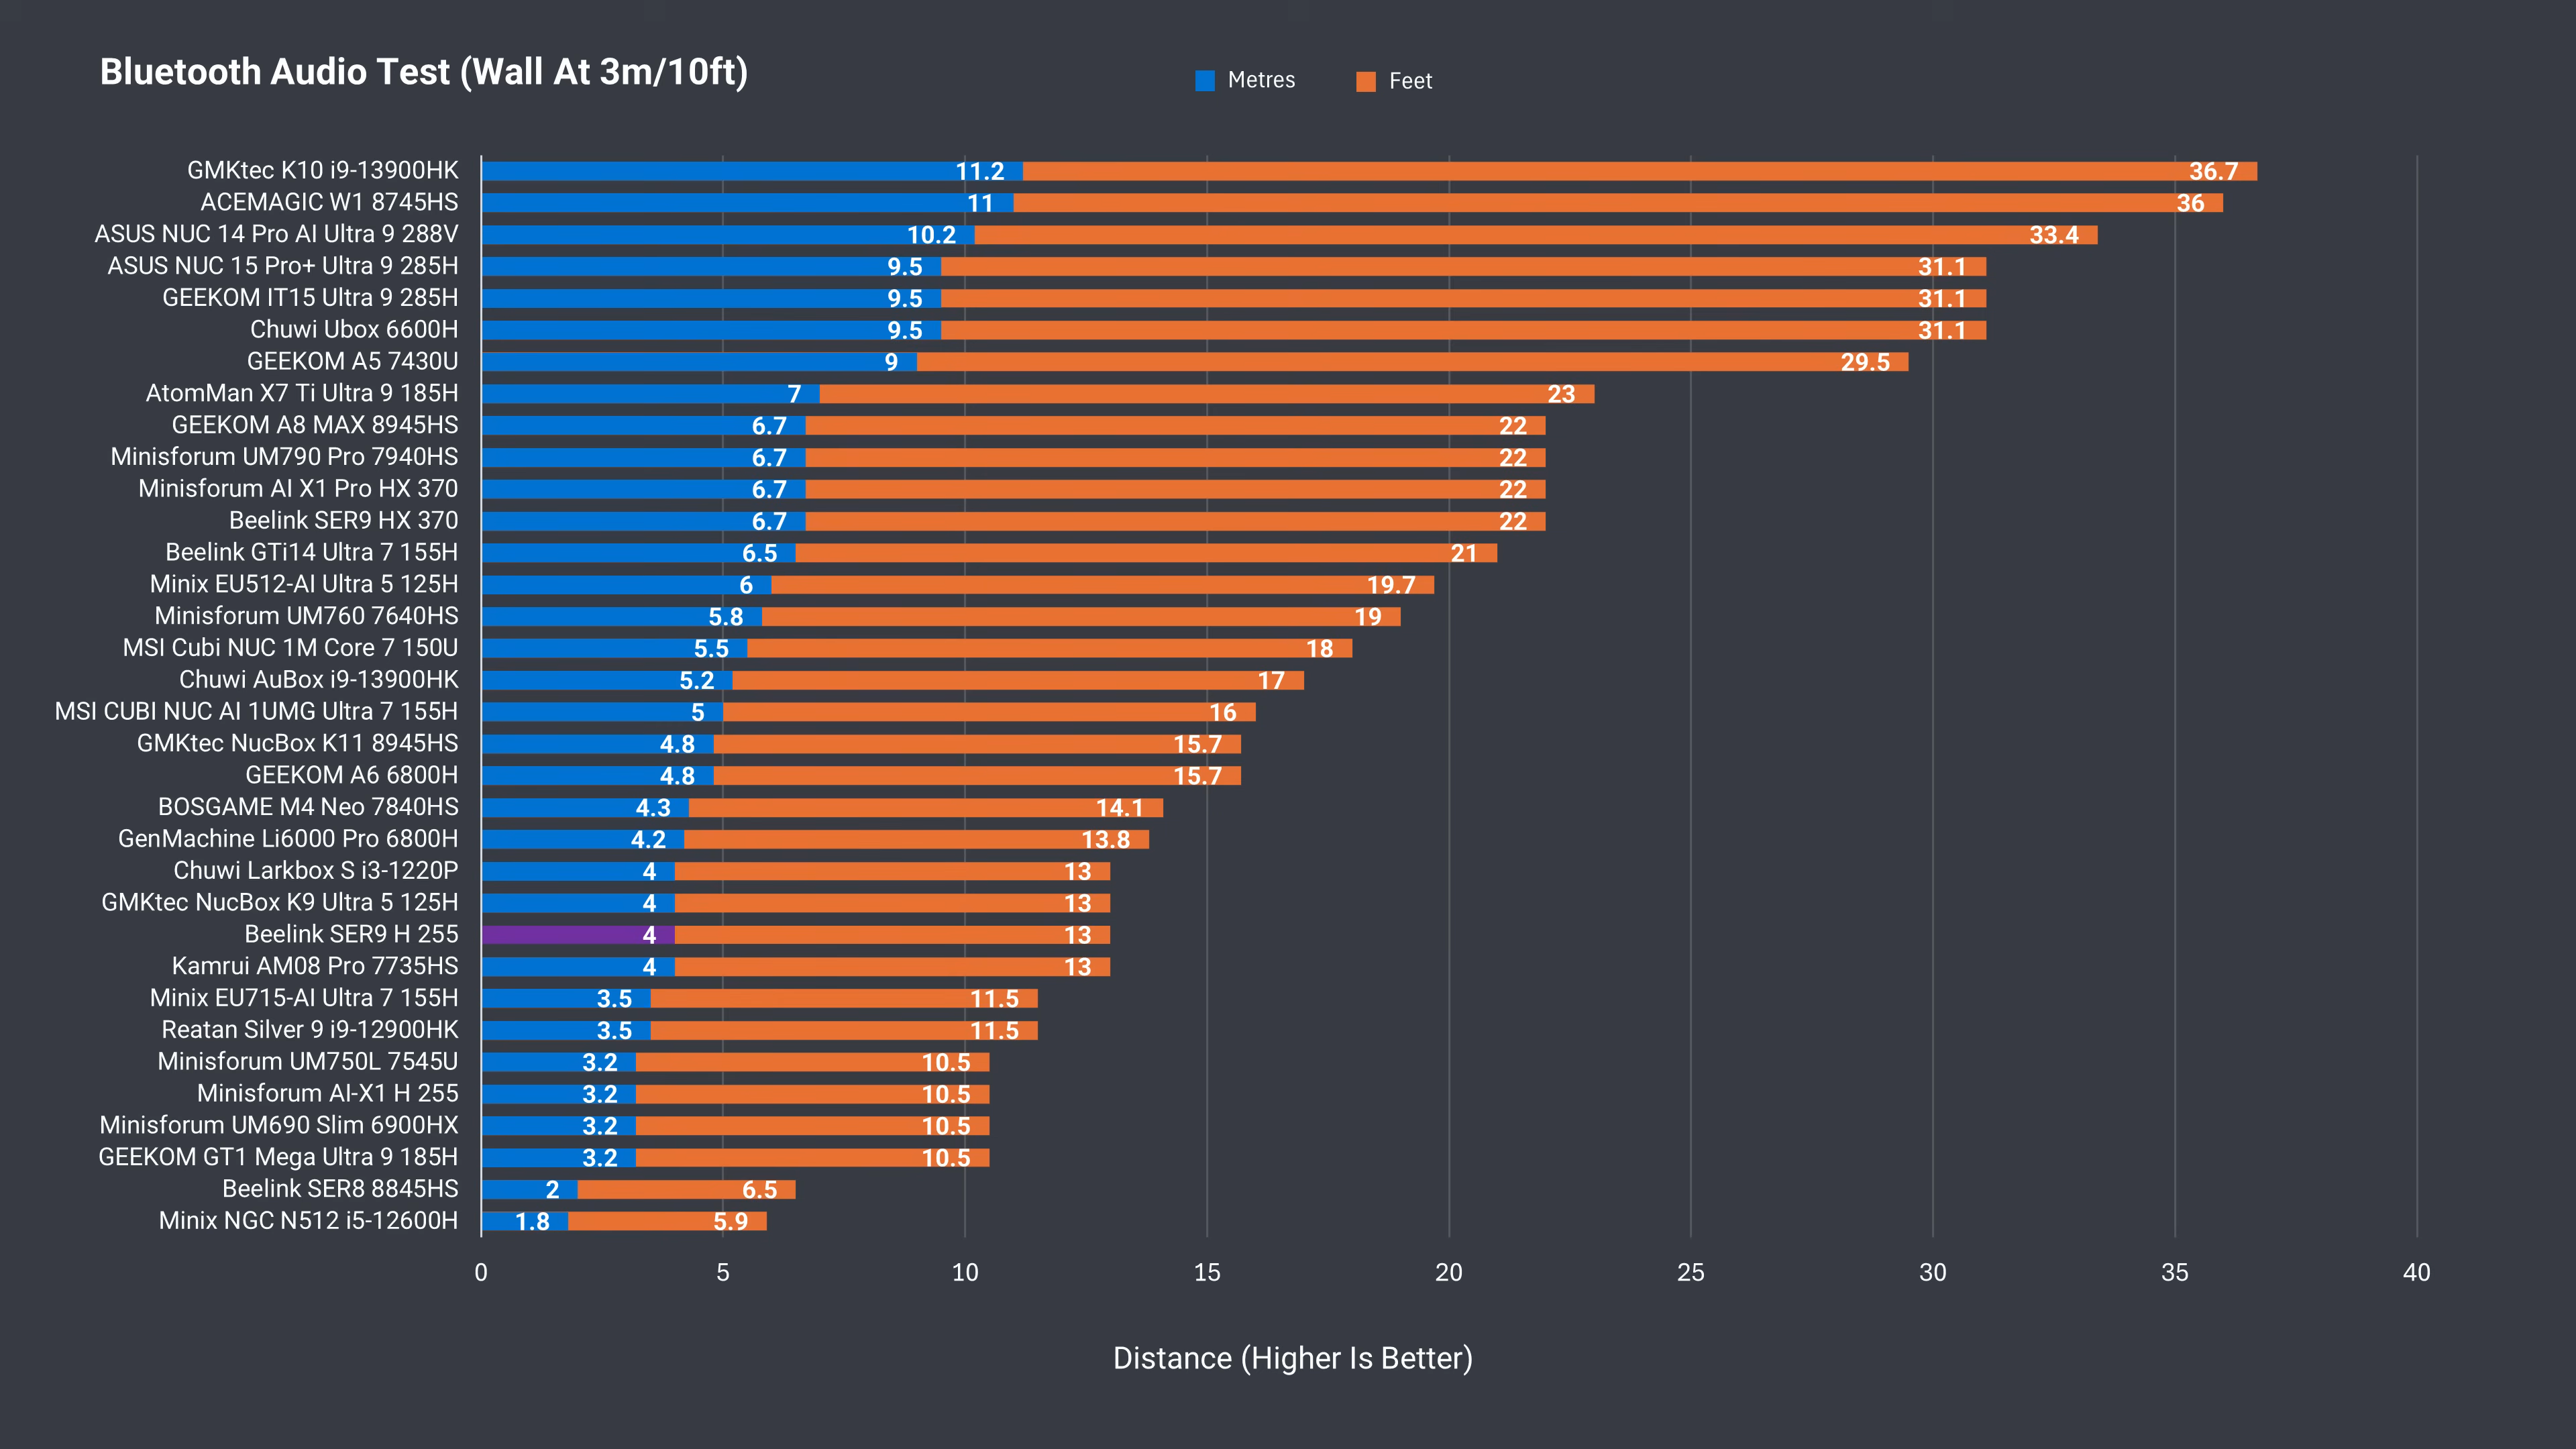 Bluetooth Audio Test (Wall At 3m/10ft)
Metres Feet
GMKtec K10 i9-13900HK 11.2 36.7
ACEMAGIC W1 8745HS 11 36
ASUS NUC 14 Pro AI Ultra 9 288V 10.2 33.4
ASUS NUC 15 Pro+ Ultra 9 285H 9.5 31.1
GEEKOM IT15 Ultra 9 285H 9.5 31.1
Chuwi Ubox 6600H 9.5 31.1
GEEKOM A5 7430U 9 29.5
AtomMan X7 Ti Ultra 9 185H 7 23
GEEKOM A8 MAX 8945HS 6.7 22
Minisforum UM790 Pro 7940HS 6.7 22
Minisforum AI X1 Pro HX 370 6.7 22
Beelink SER9 HX 370 6.7 22
Beelink GTi14 Ultra 7 155H 6.5 21
Minix EU512-AI Ultra 5 125H 6 19.7
Minisforum UM760 7640HS 5.8 19
MSI Cubi NUC 1M Core 7 150U 5.5 18
Chuwi AuBox i9-13900HK 5.2 17
MSI CUBI NUC AI 1UMG Ultra 7 155H 5 16
GMKtec NucBox K11 8945HS 4.8 15.7
GEEKOM A6 6800H 4.8 15.7
BOSGAME M4 Neo 7840HS 4.3 14.1
GenMachine Li6000 Pro 6800H 4.2 13.8
Chuwi Larkbox S i3-1220P 4 13
GMKtec NucBox K9 Ultra 5 125H 4 13
Beelink SER9 H 255 4 13
Kamrui AM08 Pro 7735HS 4 13
Minix EU715-AI Ultra 7 155H 3.5 11.5
Reatan Silver 9 i9-12900HK 3.5 11.5
Minisforum UM750L 7545U 3.2 10.5
Minisforum AI-X1 H 255 3.2 10.5
Minisforum UM690 Slim 6900HX 3.2 10.5
GEEKOM GT1 Mega Ultra 9 185H 3.2 10.5
Beelink SER8 8845HS 2 6.5
Minix NGC N512 i5-12600H 1.8 5.9
0 5 10 15 20 25 30 35 40
Distance (Higher Is Better)